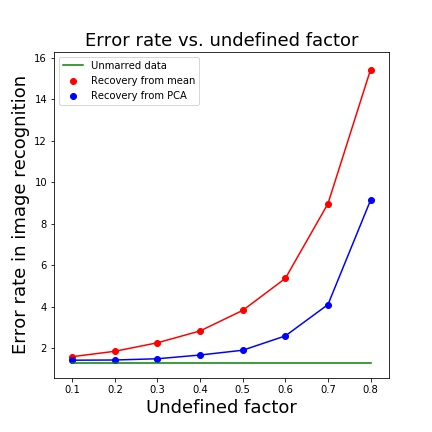 Error rate vs. undefined factor
Unmarred data
Recovery from mean
Recovery from PCA
Error rate in image recognition
16
14
12
10
8
6
4
2
0.1 0.2 0.3 0.4 0.5 0.6 0.7 0.8
Undefined factor